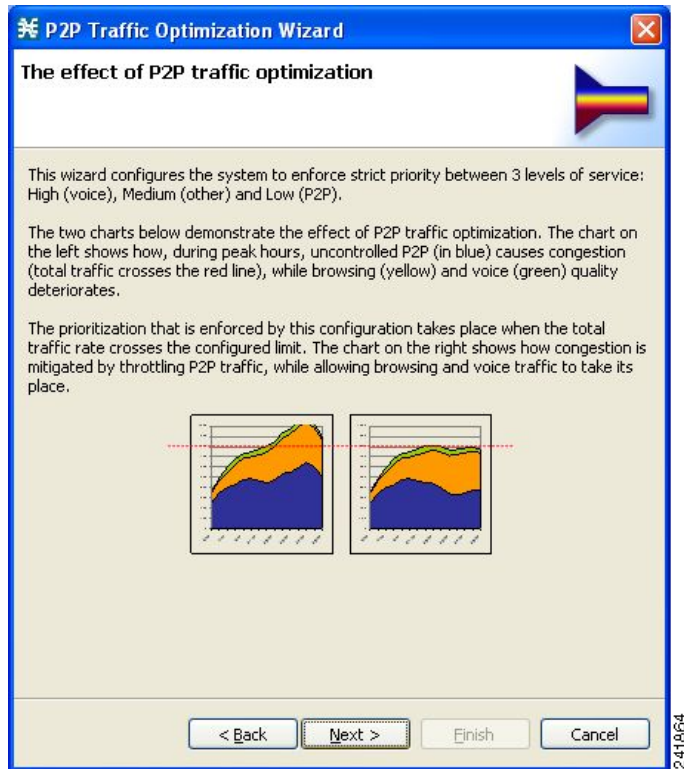 P2P Traffic Optimization Wizard
The effect of P2P traffic optimization
This wizard configures the system to enforce strict priority between 3 levels of service:
High (voice), Medium (other) and Low (P2P).
The two charts below demonstrate the effect of P2P traffic optimization. The chart on
the left shows how, during peak hours, uncontrolled P2P (in blue) causes congestion
(total traffic crosses the red line), while browsing (yellow) and voice (green) quality
deteriorates.
The prioritization that is enforced by this configuration takes place when the total
traffic rate crosses the configured limit. The chart on the right shows how congestion is
mitigated by throttling P2P traffic, while allowing browsing and voice traffic to take its
place.
< Back
Next >
Finish
Cancel
241864